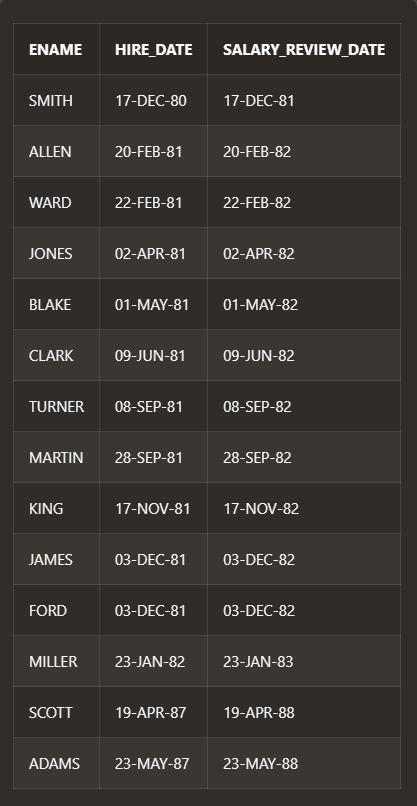 ENAME HIRE_DATE SALARY_REVIEW_DATE
SMITH 17-DEC-80 17-DEC-81
ALLEN 20-FEB-81 20-FEB-82
WARD 22-FEB-81 22-FEB-82
JONES 02-APR-81 02-APR-82
BLAKE 01-MAY-81 01-MAY-82
CLARK 09-JUN-81 09-JUN-82
TURNER 08-SEP-81 08-SEP-82
MARTIN 28-SEP-81 28-SEP-82
KING 17-NOV-81 17-NOV-82
JAMES 03-DEC-81 03-DEC-82
FORD 03-DEC-81 03-DEC-82
MILLER 23-JAN-82 23-JAN-83
SCOTT 19-APR-87 19-APR-88
ADAMS 23-MAY-87 23-MAY-88